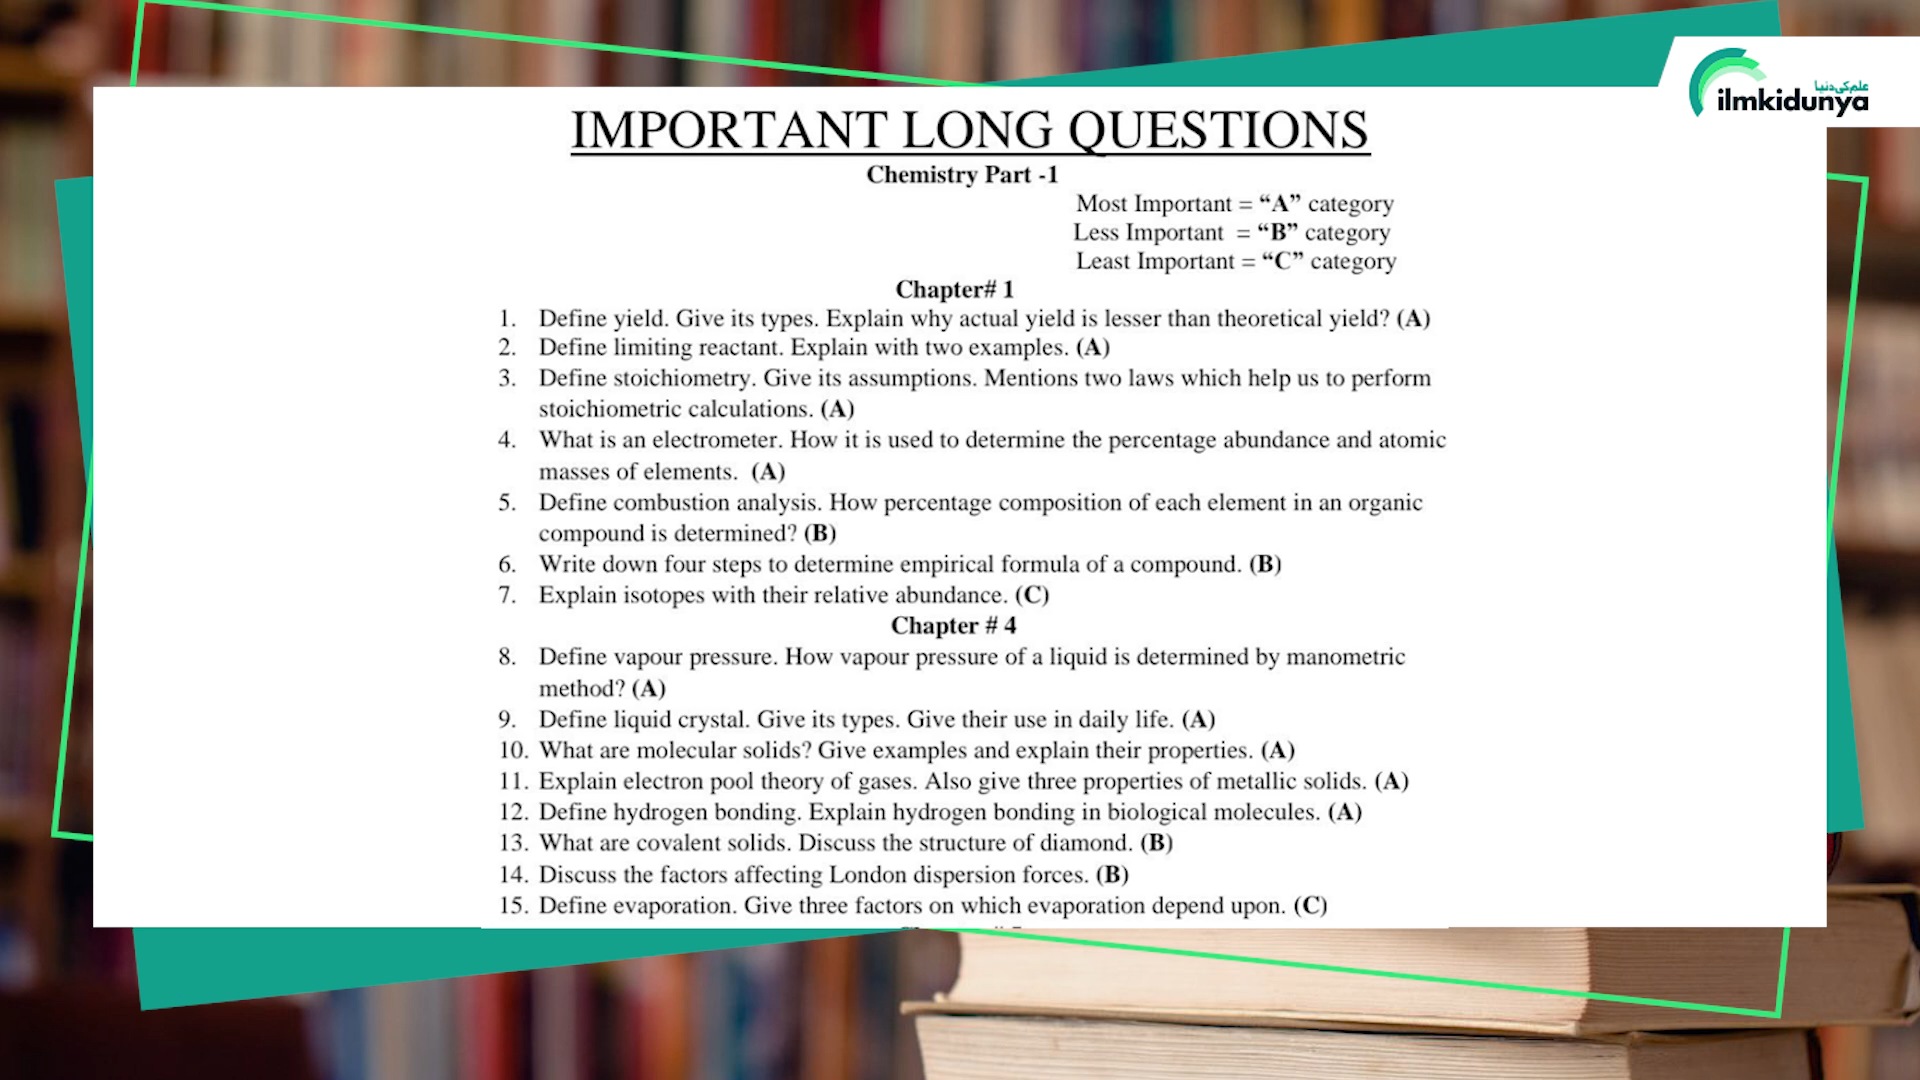 علم کی دنیا
ilmkidunya
IMPORTANT LONG QUESTIONS
Chemistry Part -1
Most Important = “A” category
Less Important = “B” category
Least Important = “C” category
Chapter# 1
1. Define yield. Give its types. Explain why actual yield is lesser than theoretical yield? (A)
2. Define limiting reactant. Explain with two examples. (A)
3. Define stoichiometry. Give its assumptions. Mentions two laws which help us to perform
stoichiometric calculations. (A)
4. What is an electrometer. How it is used to determine the percentage abundance and atomic
masses of elements. (A)
5. Define combustion analysis. How percentage composition of each element in an organic
compound is determined? (B)
6. Write down four steps to determine empirical formula of a compound. (B)
7. Explain isotopes with their relative abundance. (C)
Chapter # 4
8. Define vapour pressure. How vapour pressure of a liquid is determined by manometric
method? (A)
9. Define liquid crystal. Give its types. Give their use in daily life. (A)
10. What are molecular solids? Give examples and explain their properties. (A)
11. Explain electron pool theory of gases. Also give three properties of metallic solids. (A)
12. Define hydrogen bonding. Explain hydrogen bonding in biological molecules. (A)
13. What are covalent solids. Discuss the structure of diamond. (B)
14. Discuss the factors affecting London dispersion forces. (B)
15. Define evaporation. Give three factors on which evaporation depend upon. (C)